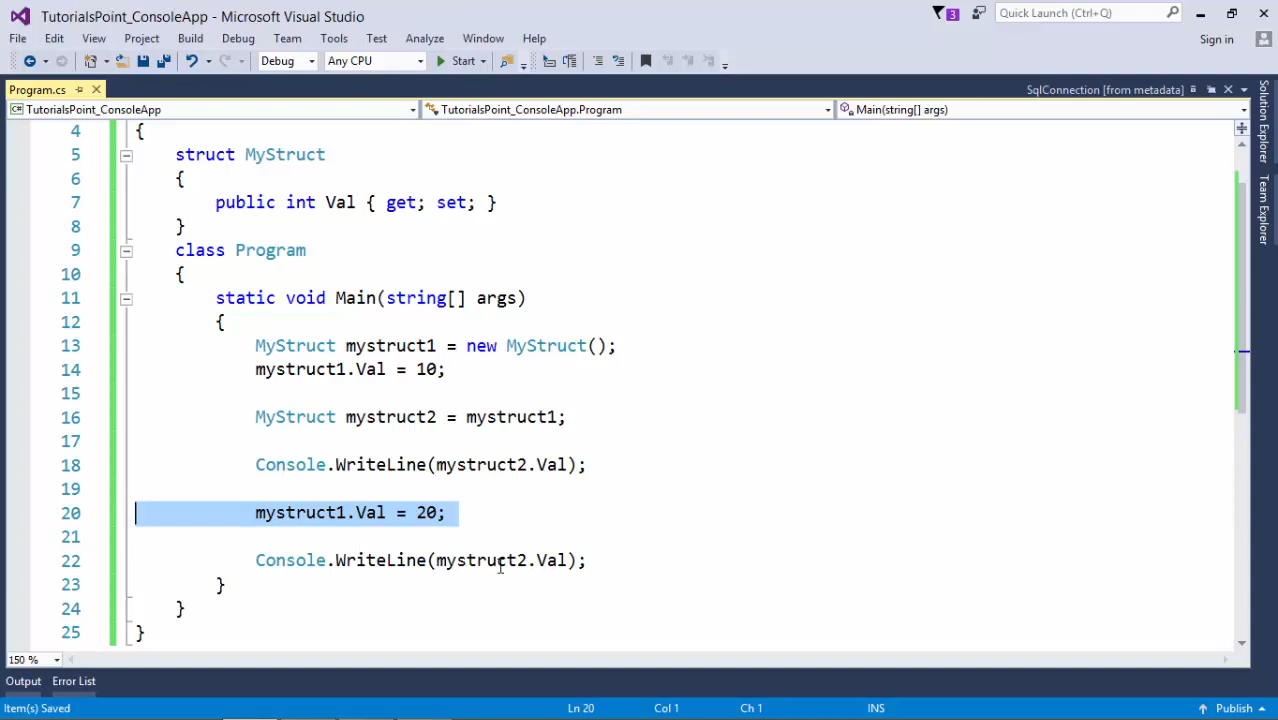 TutorialsPoint_ConsoleApp - Microsoft Visual Studio
3
Quick Launch (Ctrl+Q)
File Edit View Project Build Debug Team Tools Test Analyze Window Help
Sign in
Debug Any CPU Start
Program.cs
SqlConnection [from metadata]
TutorialsPoint_ConsoleApp
TutorialsPoint_ConsoleApp.Program
Main(string[] args)
4 {
5 struct MyStruct
6 {
7 public int Val { get; set; }
8 }
9 class Program
10 {
11 static void Main(string[] args)
12 {
13 MyStruct mystruct1 = new MyStruct();
14 mystruct1.Val = 10;
15
16 MyStruct mystruct2 = mystruct1;
17
18 Console.WriteLine(mystruct2.Val);
19
20 mystruct1.Val = 20;
21
22 Console.WriteLine(mystruct2.Val);
23 }
24 }
25 }
Solution Explorer
Team Explorer
150 %
Output Error List
Item(s) Saved Ln 20 Col 1 Ch 1 INS Publish